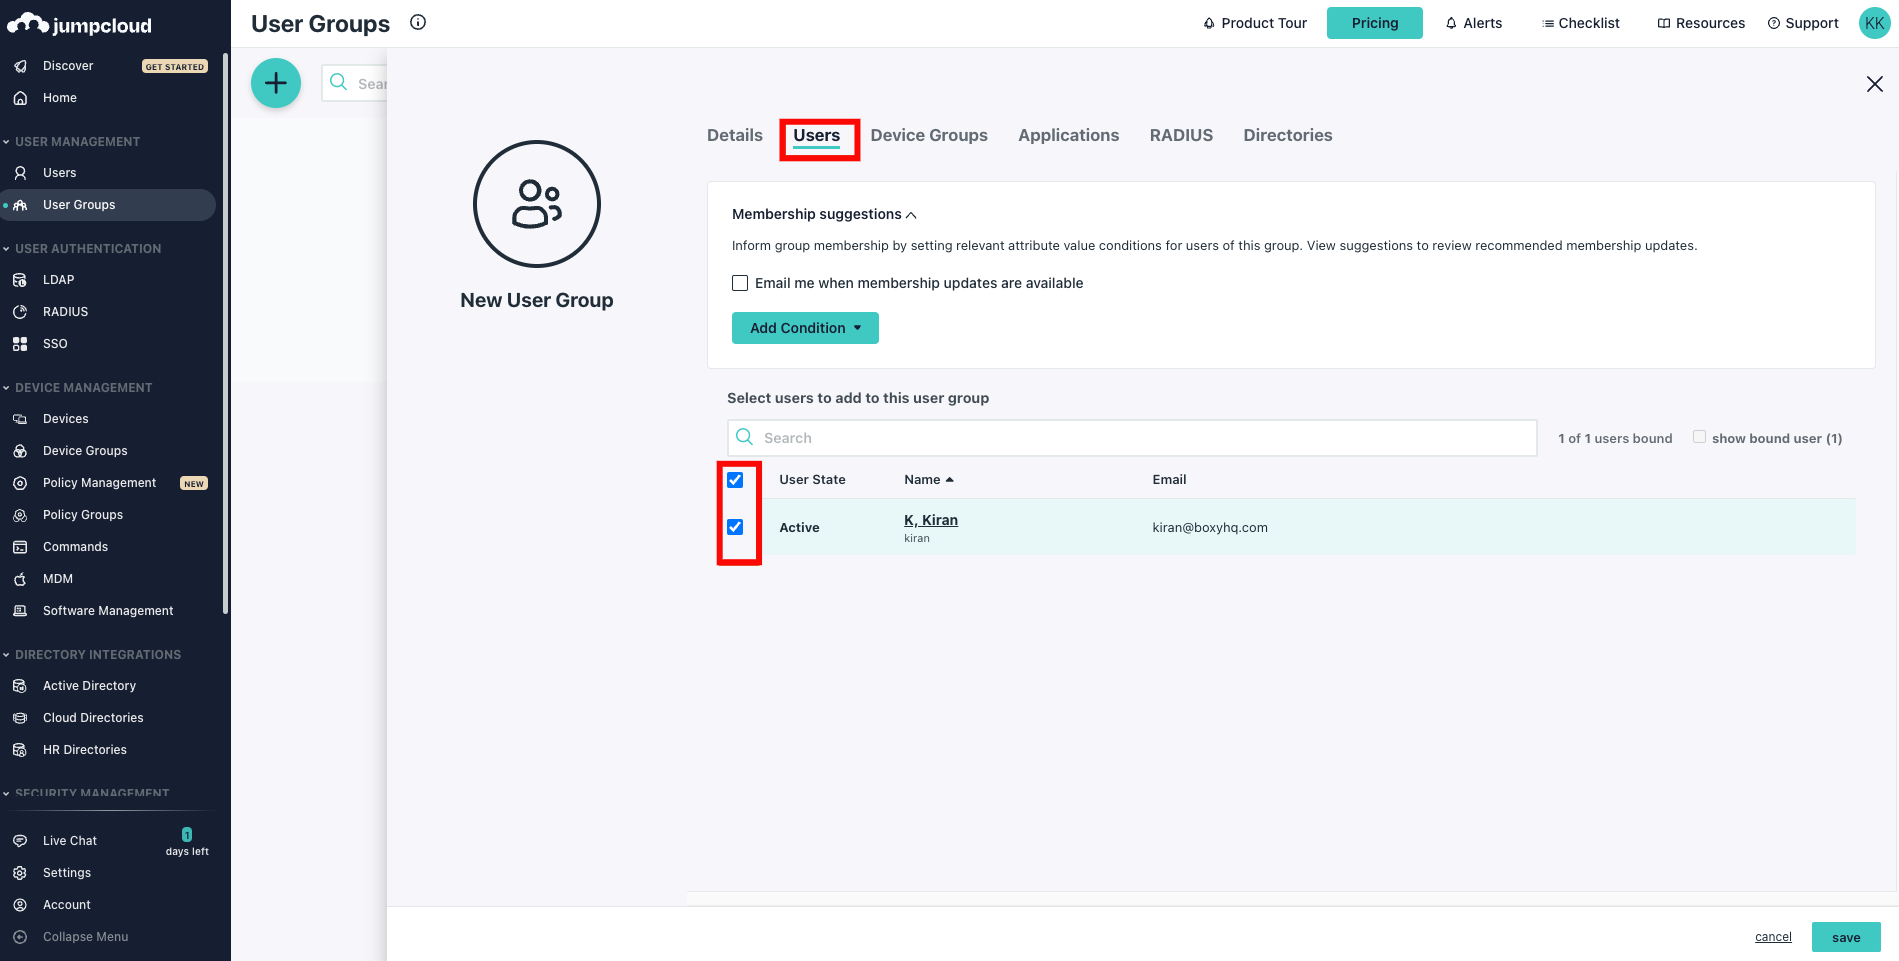 jumpcloud
Discover GET STARTED
Home
USER MANAGEMENT
Users
User Groups
USER AUTHENTICATION
LDAP
RADIUS
SSO
DEVICE MANAGEMENT
Devices
Device Groups
Policy Management NEW
Policy Groups
Commands
MDM
Software Management
DIRECTORY INTEGRATIONS
Active Directory
Cloud Directories
HR Directories
SECURITY MANAGEMENT
Live Chat 1
days left
Settings
Account
Collapse Menu
User Groups
Product Tour Pricing Alerts Checklist Resources Support KK
Sear
New User Group
Details Users Device Groups Applications RADIUS Directories
Membership suggestions
Inform group membership by setting relevant attribute value conditions for users of this group. View suggestions to review recommended membership updates.
Email me when membership updates are available
Add Condition
Select users to add to this user group
Search 1 of 1 users bound show bound user (1)
User State Name Email
Active K, Kiran kiran@boxyhq.com
kiran
cancel save